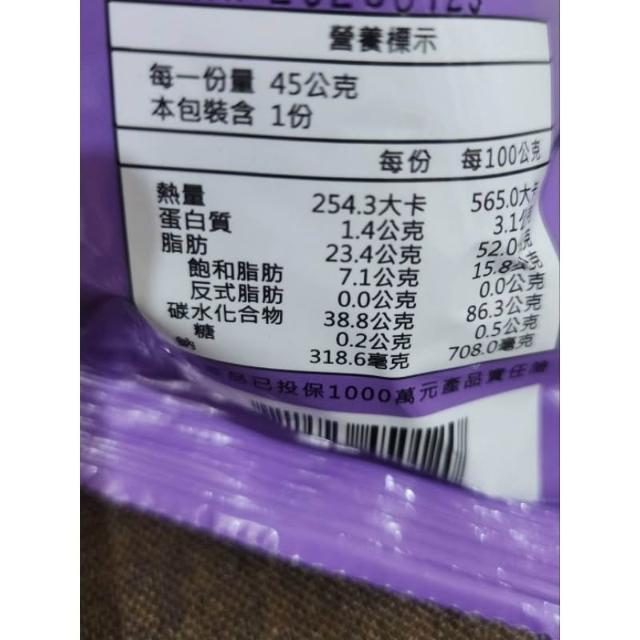 營養標示
每一份量 45公克
本包裝含 1份
每份 每100公克
熱量 254.3大卡 565.0大卡
蛋白質 1.4公克 3.1公克
脂肪 23.4公克 52.0公克
飽和脂肪 7.1公克 15.8公克
反式脂肪 0.0公克 0.0公克
碳水化合物 38.8公克 86.3公克
糖 0.2公克 0.5公克
鈉 318.6毫克 708.0毫克
品已投保1000萬元產品責任險